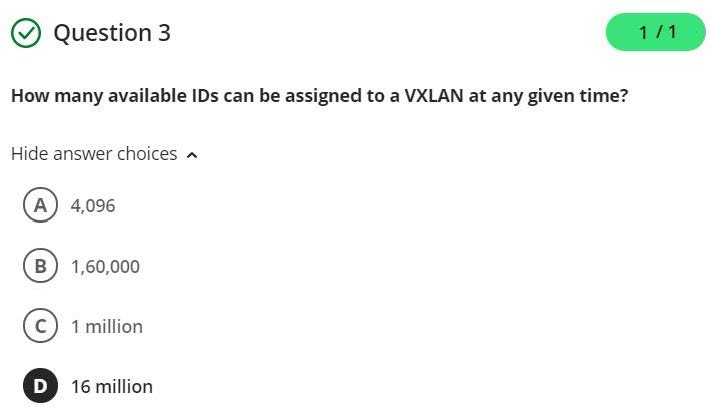 Question 3
1 / 1
How many available IDs can be assigned to a VXLAN at any given time?
Hide answer choices
A 4,096
B 1,60,000
C 1 million
D 16 million